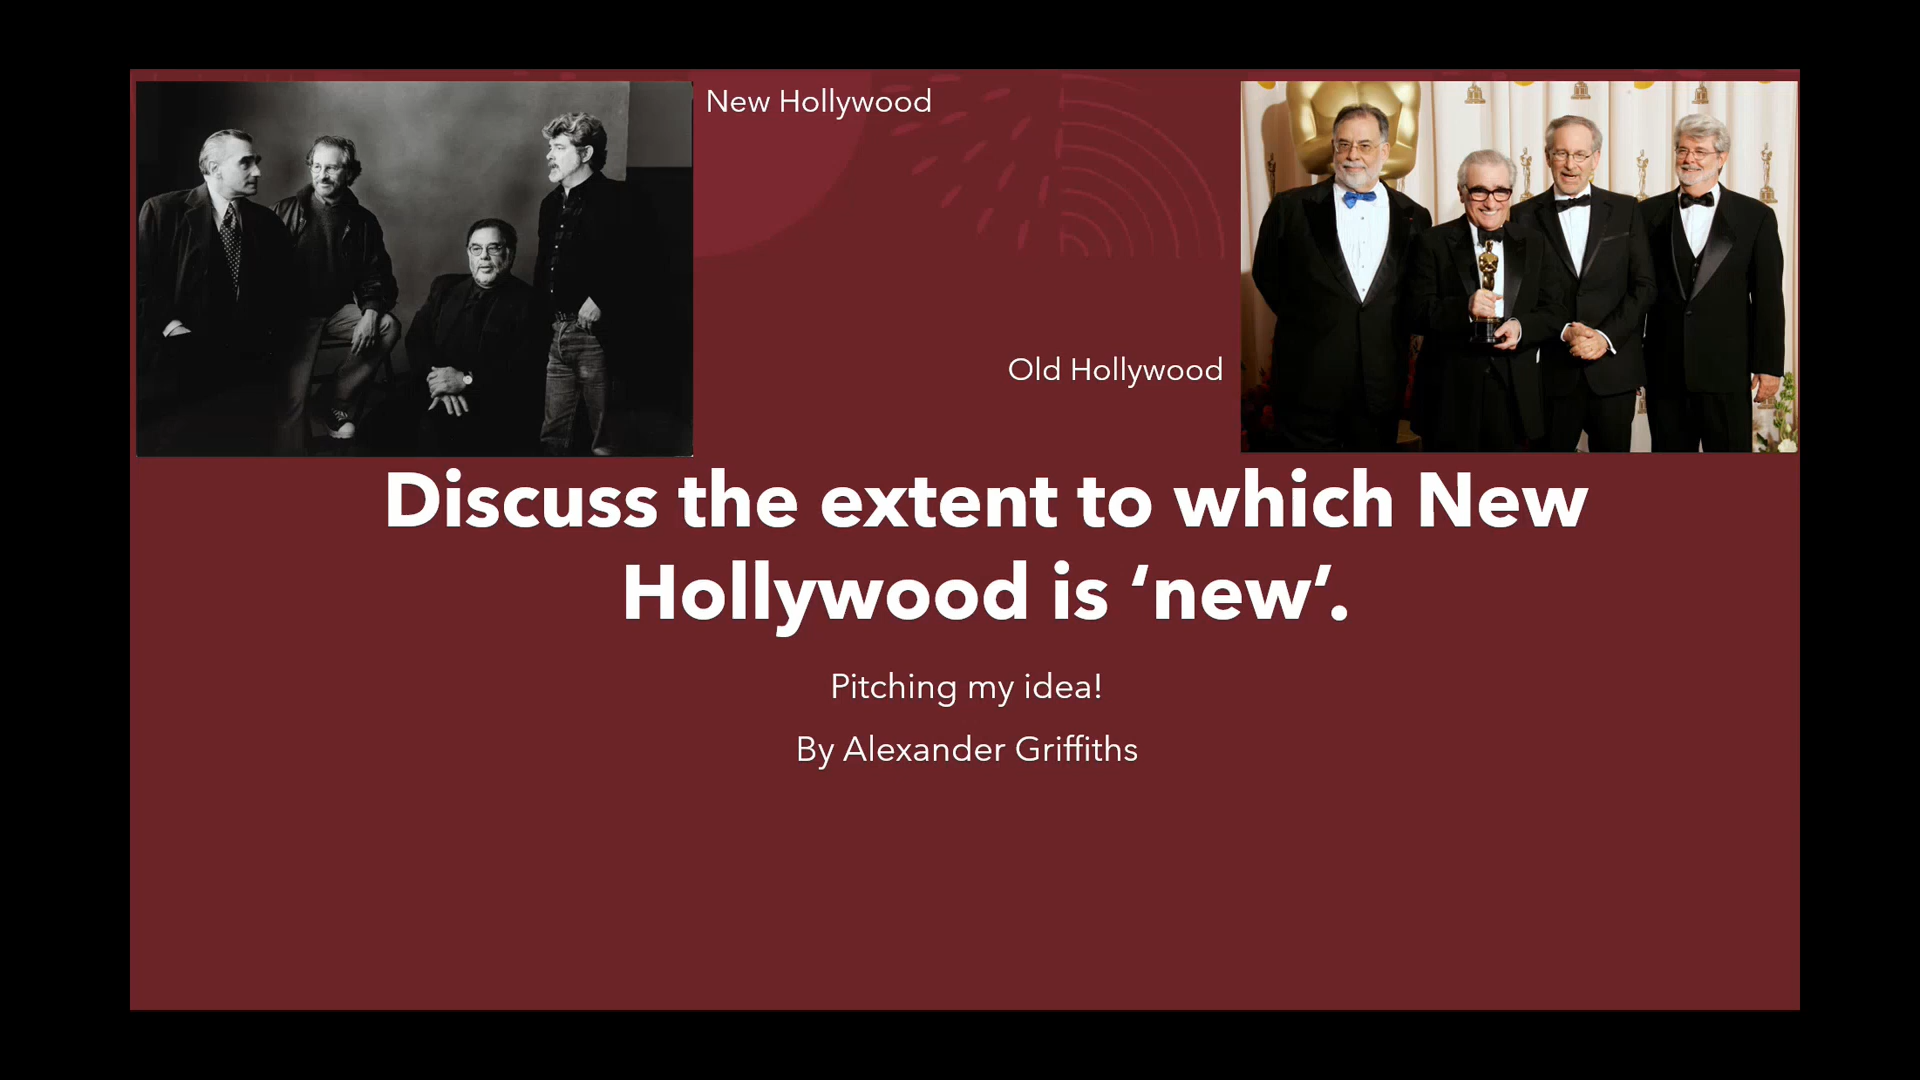 New Hollywood
Old Hollywood
Discuss the extent to which New
Hollywood is ‘new’.
Pitching my idea!
By Alexander Griffiths